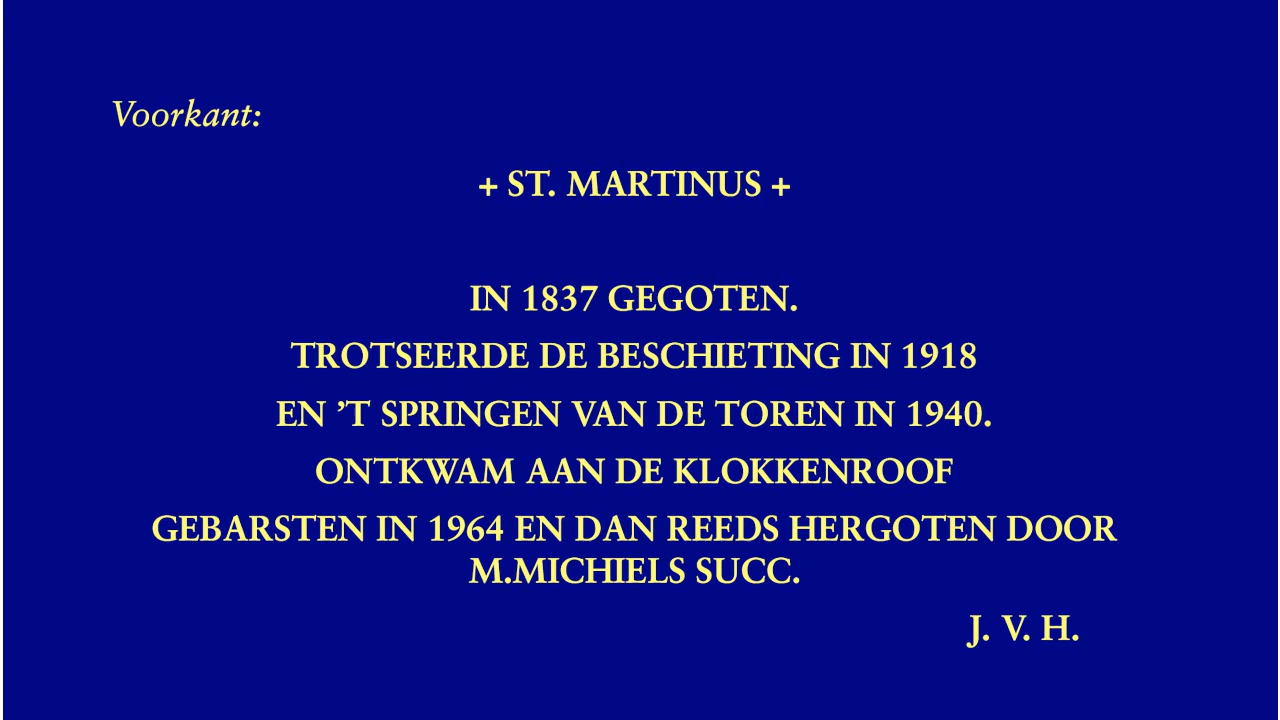 Voorkant:
+ ST. MARTINUS +
IN 1837 GEGOTEN.
TROTSEERDE DE BESCHIETING IN 1918
EN ’T SPRINGEN VAN DE TOREN IN 1940.
ONTKWAM AAN DE KLOKKENROOF
GEBARSTEN IN 1964 EN DAN REEDS HERGOTEN DOOR
M.MICHIELS SUCC.
J. V. H.